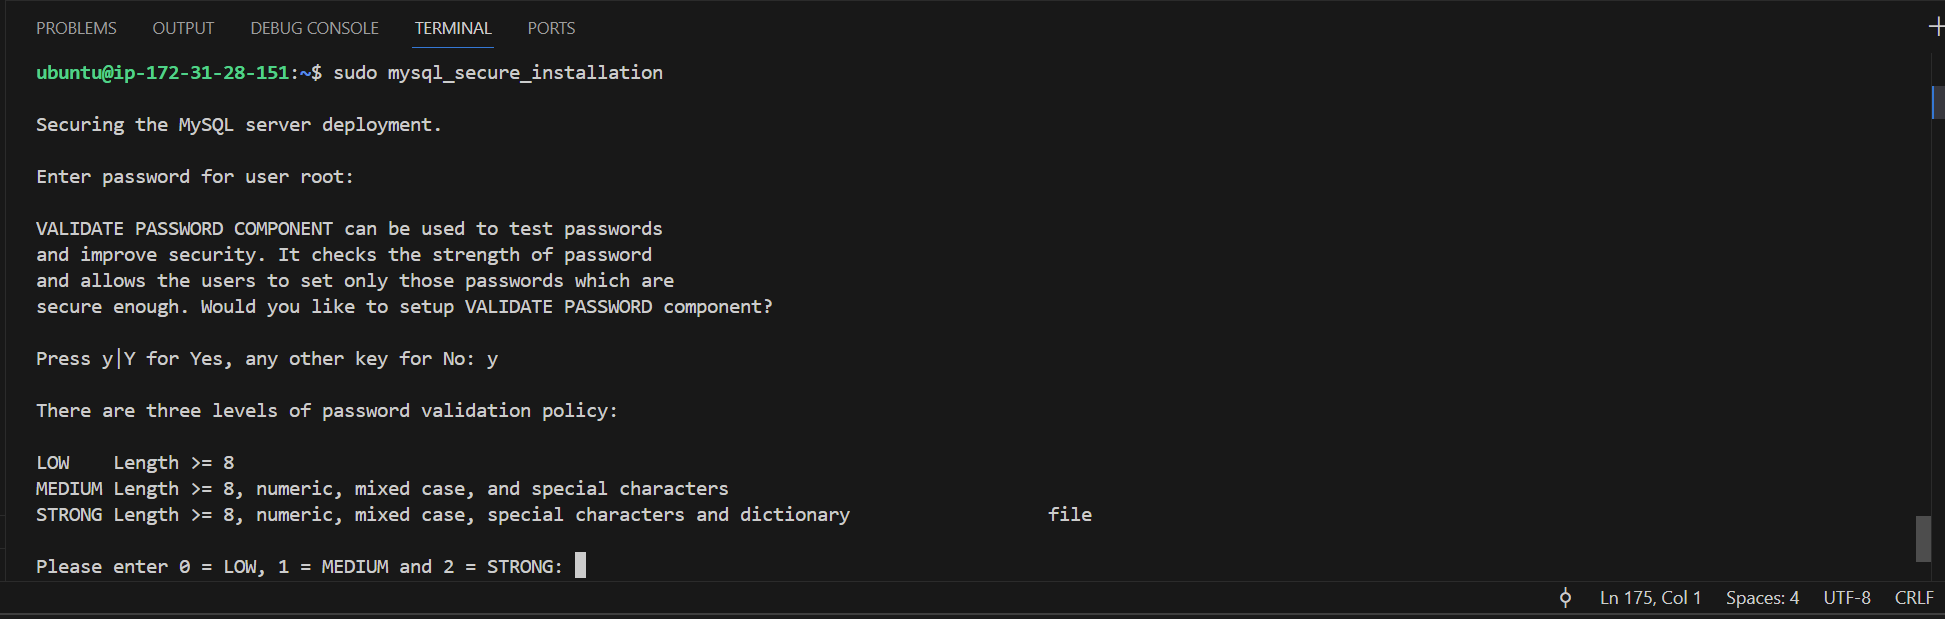 PROBLEMS OUTPUT DEBUG CONSOLE TERMINAL PORTS
ubuntu@ip-172-31-28-151:~$ sudo mysql_secure_installation
Securing the MySQL server deployment.
Enter password for user root:
VALIDATE PASSWORD COMPONENT can be used to test passwords
and improve security. It checks the strength of password
and allows the users to set only those passwords which are
secure enough. Would you like to setup VALIDATE PASSWORD component?
Press y|Y for Yes, any other key for No: y
There are three levels of password validation policy:
LOW    Length >= 8
MEDIUM Length >= 8, numeric, mixed case, and special characters
STRONG Length >= 8, numeric, mixed case, special characters and dictionary                  file
Please enter 0 = LOW, 1 = MEDIUM and 2 = STRONG:
Ln 175, Col 1 Spaces: 4 UTF-8 CRLF